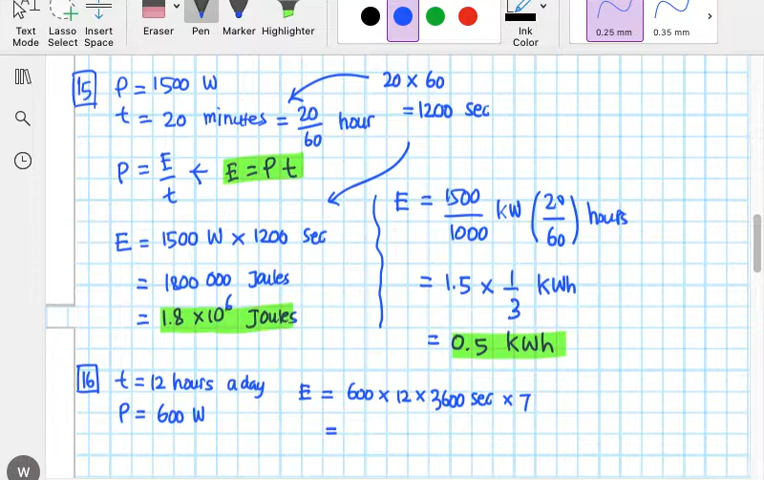 Text Mode
Lasso Select
Insert Space
Eraser
Pen
Marker
Highlighter
Ink Color
0.25 mm
0.35 mm
15 P = 1500 W
t = 20 minutes = 20/60 hour
20 × 60
= 1200 sec
P = E/t ← E = P t
E = 1500 W × 1200 sec
= 1800 000 Joules
= 1.8 × 10^6 Joules
E = 1500/1000 kW (20/60) hours
= 1.5 × 1/3 kWh
= 0.5 kWh
16 t = 12 hours a day
P = 600 W
E = 600 × 12 × 3600 sec × 7
=
W